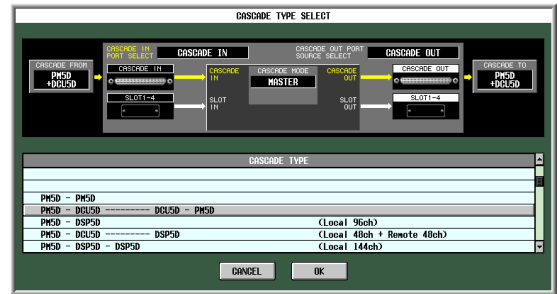 CASCADE TYPE SELECT
CASCADE IN PORT SELECT
CASCADE IN
CASCADE OUT PORT SOURCE SELECT
CASCADE OUT
CASCADE FROM
PM5D
+DCU5D
CASCADE IN
SLOT1-4
CASCADE IN
SLOT IN
CASCADE MODE
MASTER
CASCADE OUT
SLOT OUT
CASCADE OUT
SLOT1-4
CASCADE TO
PM5D
+DCU5D
CASCADE TYPE
PM5D - PM5D
PM5D - DCU5D --------- DCU5D - PM5D
PM5D - DSP5D (Local 96ch)
PM5D - DCU5D --------- DSP5D (Local 48ch + Remote 48ch)
PM5D - DSP5D - DSP5D (Local 144ch)
CANCEL OK